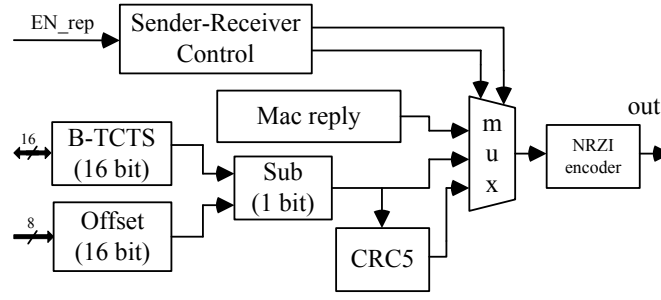 EN_rep
Sender-Receiver
Control
Mac reply
16
B-TCTS
(16 bit)
8
Offset
(16 bit)
Sub
(1 bit)
CRC5
m
u
x
NRZI
encoder
out